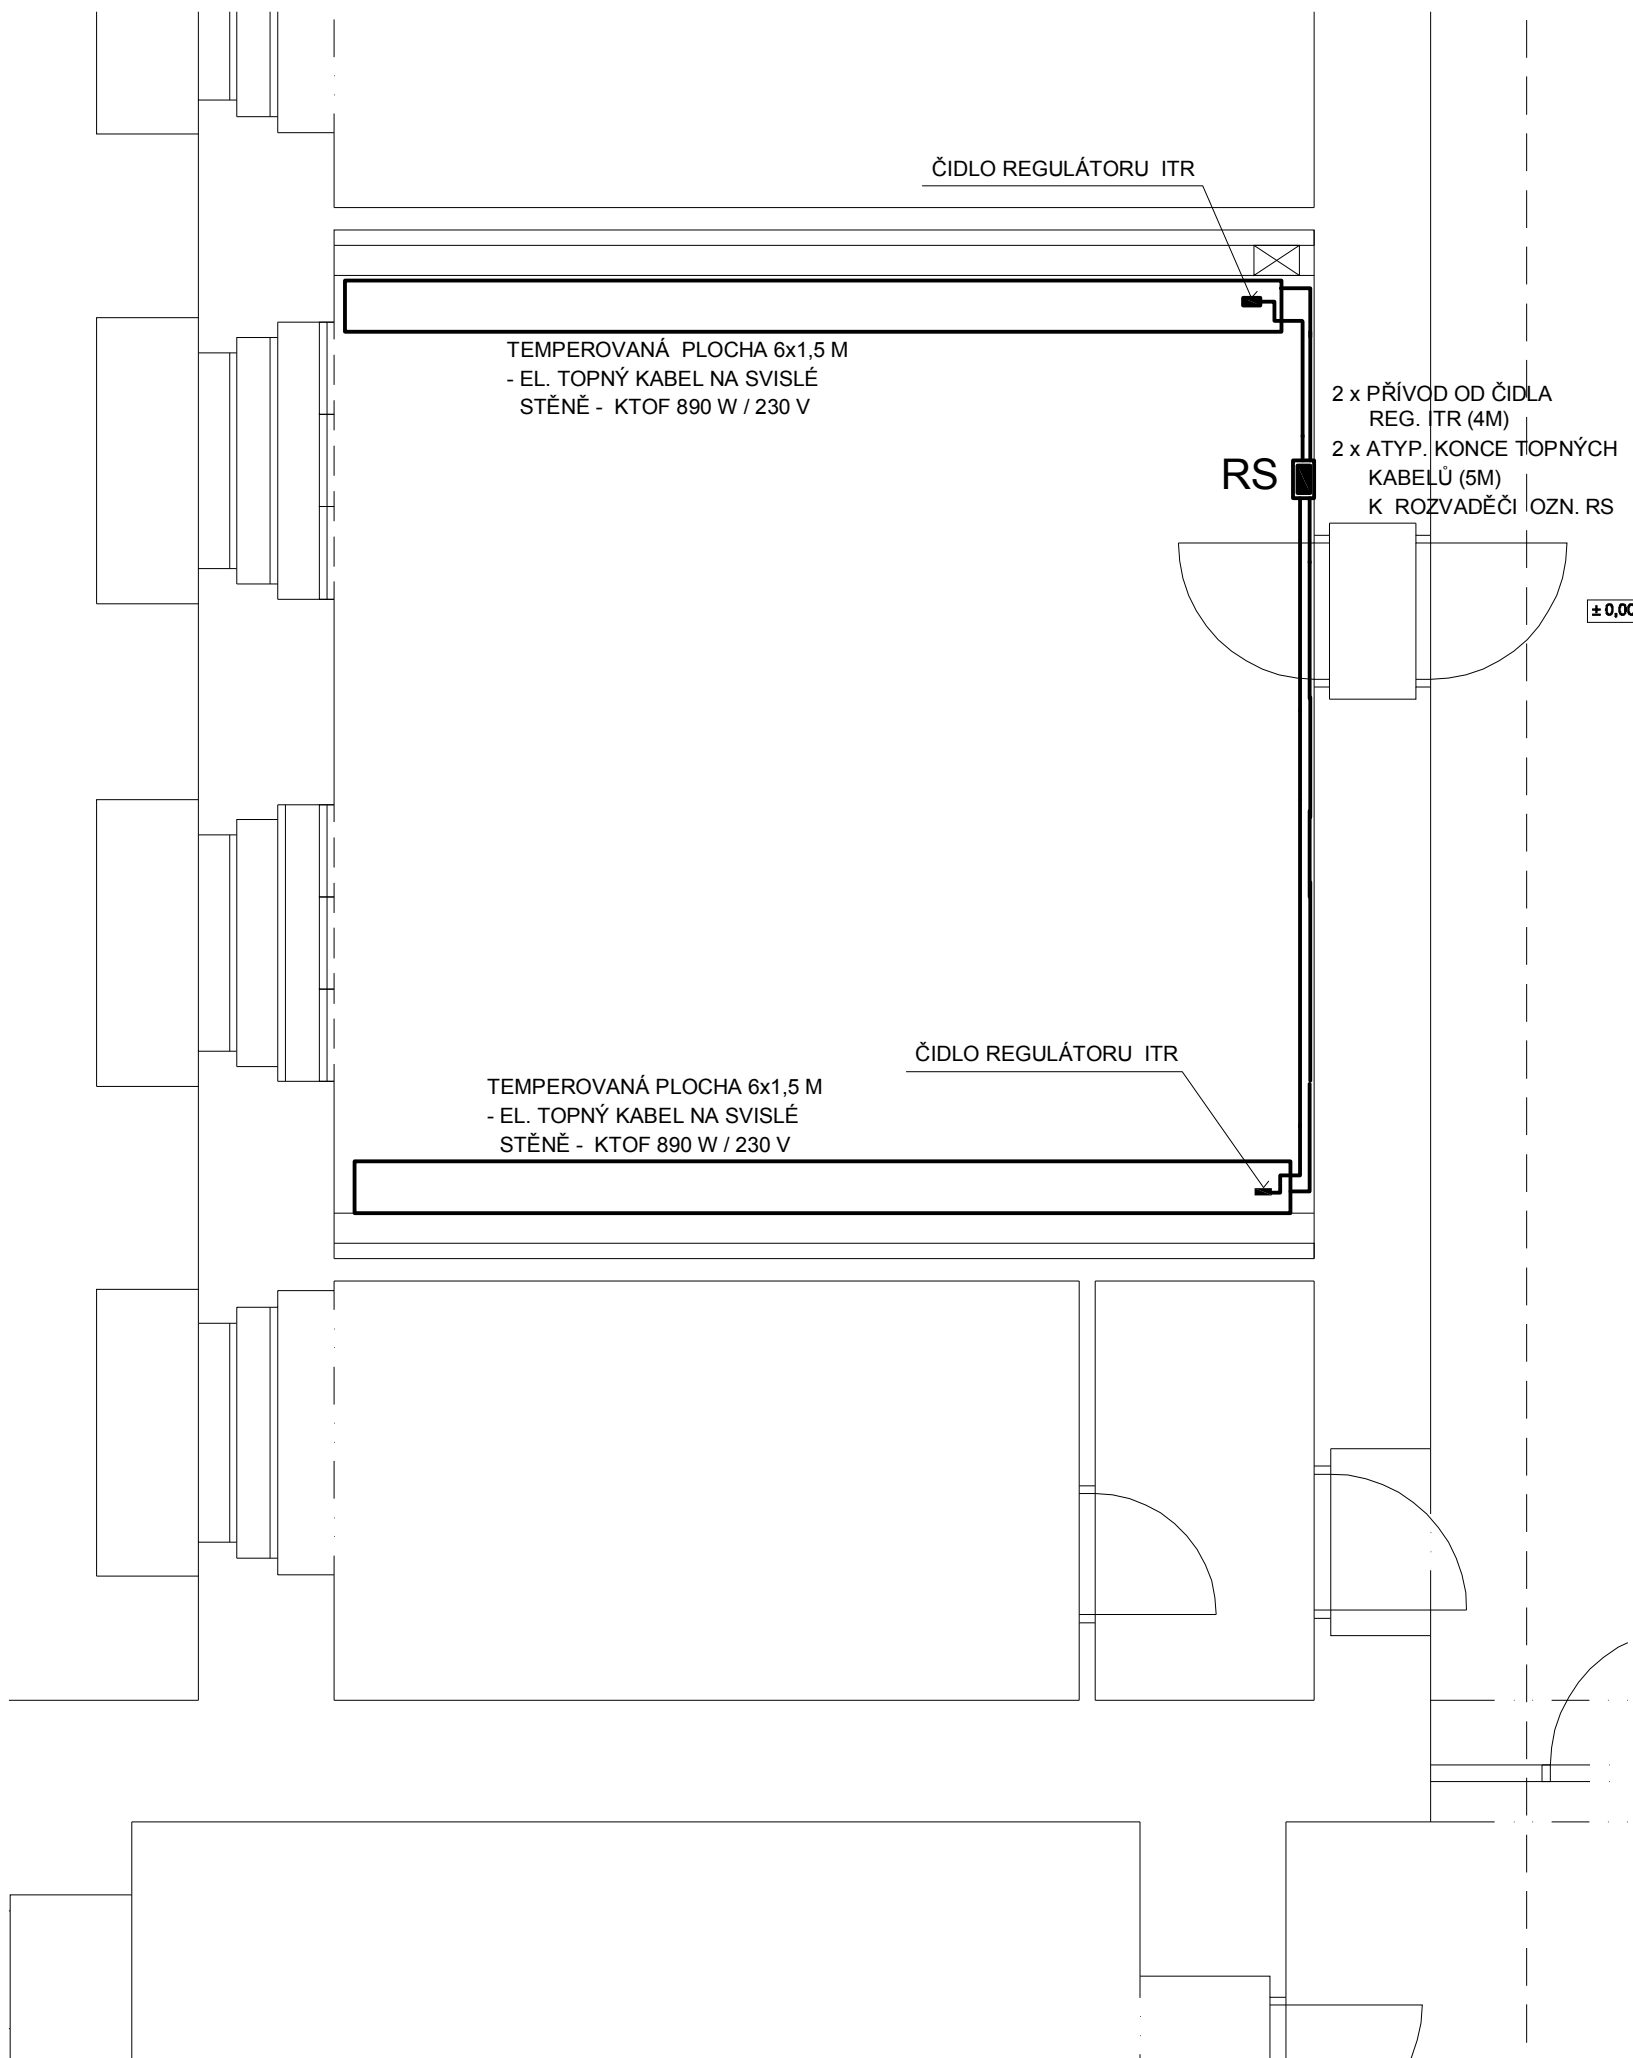 ČIDLO REGULÁTORU ITR
TEMPEROVANÁ PLOCHA 6x1,5 M
- EL. TOPNÝ KABEL NA SVISLÉ
STĚNĚ - KTOF 890 W / 230 V
2 x PŘÍVOD OD ČIDLA
REG. ITR (4M)
2 x ATYP. KONCE TOPNÝCH
KABELŮ (5M)
K ROZVADĚČI OZN. RS
RS
± 0,00
ČIDLO REGULÁTORU ITR
TEMPEROVANÁ PLOCHA 6x1,5 M
- EL. TOPNÝ KABEL NA SVISLÉ
STĚNĚ - KTOF 890 W / 230 V